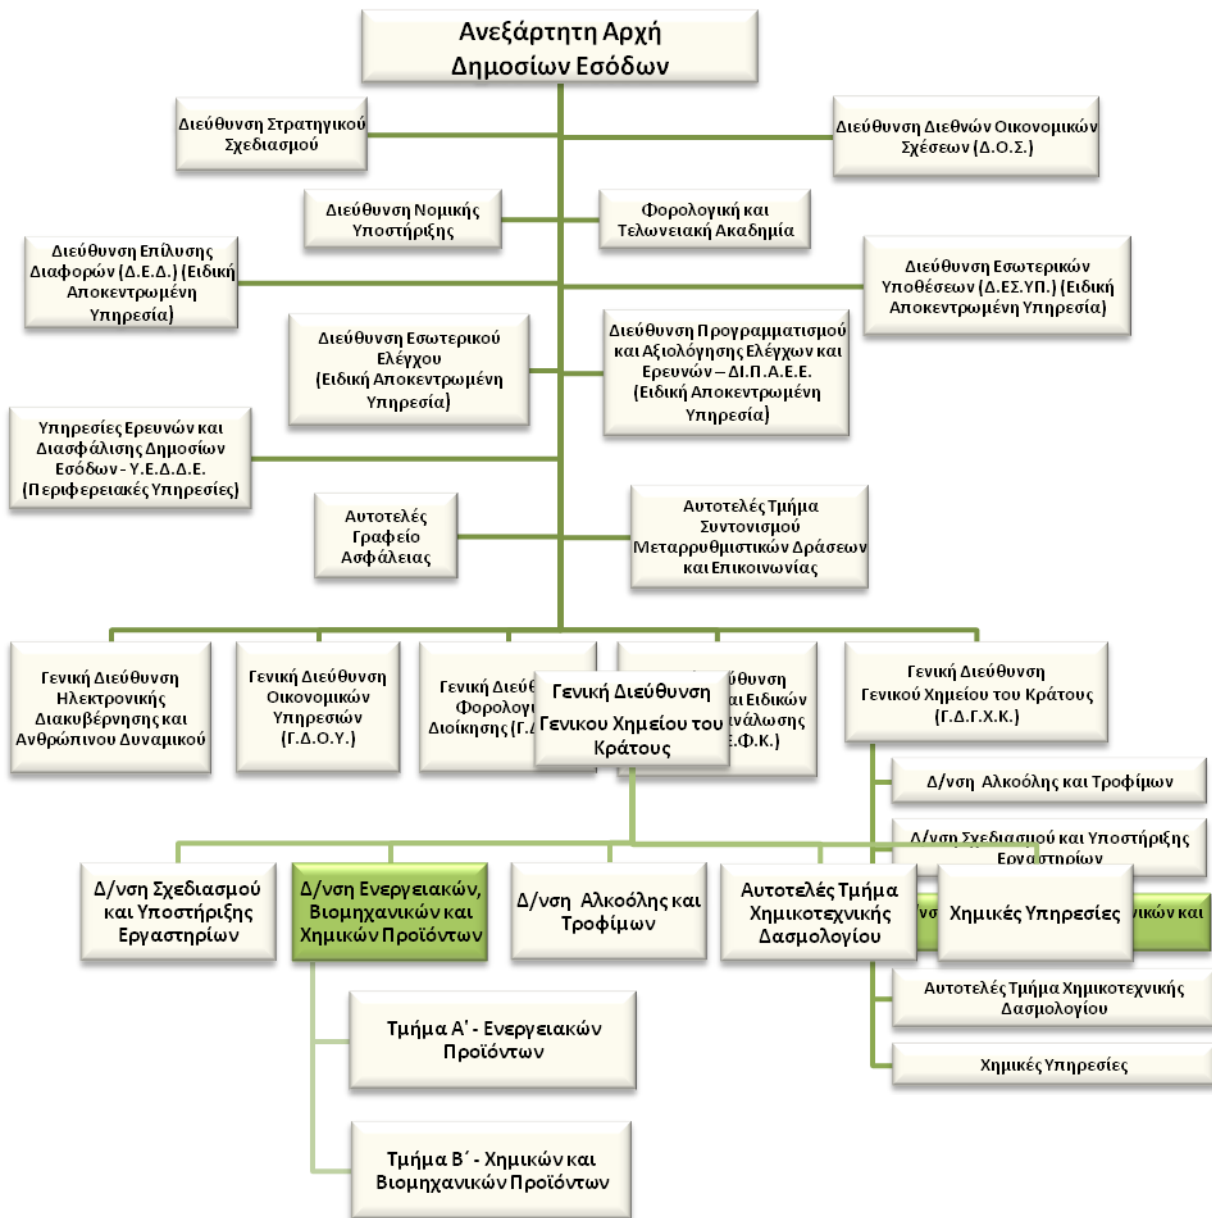 Ανεξάρτητη Αρχή
Δημοσίων Εσόδων
Διεύθυνση Στρατηγικού
Σχεδιασμού
Διεύθυνση Διεθνών Οικονομικών
Σχέσεων (Δ.Ο.Σ.)
Διεύθυνση Νομικής
Υποστήριξης
Φορολογική και
Τελωνειακή Ακαδημία
Διεύθυνση Επίλυσης
Διαφορών (Δ.Ε.Δ.) (Ειδική
Αποκεντρωμένη
Υπηρεσία)
Διεύθυνση Εσωτερικών
Υποθέσεων (Δ.ΕΣ.ΥΠ.) (Ειδική
Αποκεντρωμένη Υπηρεσία)
Διεύθυνση Εσωτερικού
Ελέγχου
(Ειδική Αποκεντρωμένη
Υπηρεσία)
Διεύθυνση Προγραμματισμού
και Αξιολόγησης Ελέγχων και
Ερευνών – ΔΙ.Π.Α.Ε.Ε.
(Ειδική Αποκεντρωμένη
Υπηρεσία)
Υπηρεσίες Ερευνών και
Διασφάλισης Δημοσίων
Εσόδων - Υ.Ε.Δ.Δ.Ε.
(Περιφερειακές Υπηρεσίες)
Αυτοτελές
Γραφείο
Ασφάλειας
Αυτοτελές Τμήμα
Συντονισμού
Μεταρρυθμιστικών Δράσεων
και Επικοινωνίας
Γενική Διεύθυνση
Ηλεκτρονικής
Διακυβέρνησης και
Ανθρώπινου Δυναμικού
Γενική Διεύθυνση
Οικονομικών
Υπηρεσιών
(Γ.Δ.Ο.Υ.)
Γενική
Διοίκησης
Γενική Διεύθυνση
Γενικου Χημείου του
Κράτους
και Ειδικών
Γενική Διεύθυνση
Γενικού Χημείου του Κράτους
(Γ.Δ.Γ.Χ.Κ.)
Δ/νση Αλκοόλης και Τροφίμων
Δ/νση Σχεδιασμού και Υποστήριξης
Εργαστηρίων
και
Αυτοτελές Τμήμα Χημικοτεχνικής
Δασμολογίου
Χημικές Υπηρεσίες
Δ/νση Σχεδιασμού
και Υποστήριξης
Εργαστηρίων
Δ/νση Ενεργειακών,
Βιομηχανικών και
Χημικών Προϊόντων
Δ/νση Αλκοόλης και
Τροφίμων
Αυτοτελές Τμήμα
Χημικοτεχνικής
Δασμολογίου
Χημικές Υπηρεσίες
Τμήμα Α' - Ενεργειακών
Προϊόντων
Τμήμα Β΄ - Χημικών και
Βιομηχανικών Προϊόντων